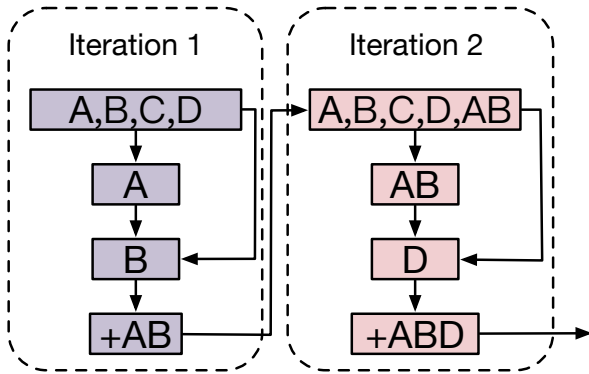 Iteration 1
A,B,C,D
A
B
+AB
Iteration 2
A,B,C,D,AB
AB
D
+ABD